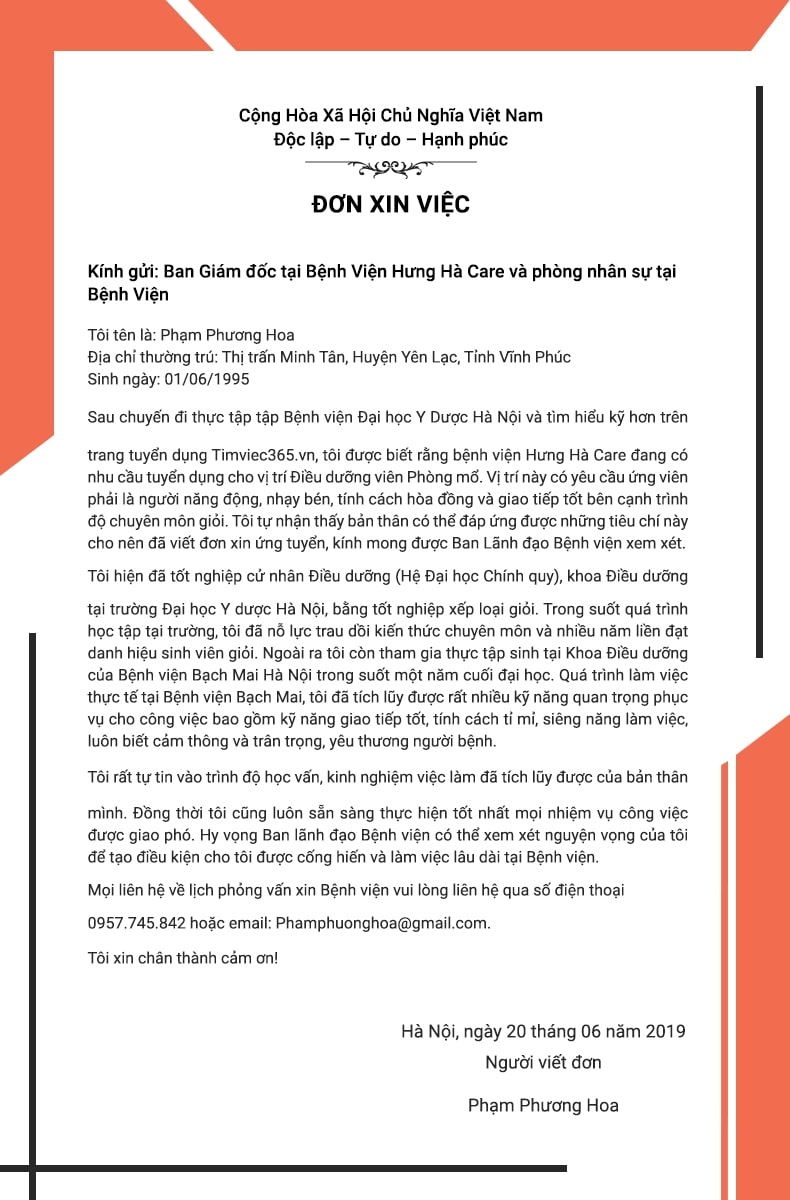 Cộng Hòa Xã Hội Chủ Nghĩa Việt Nam
Độc lập – Tự do – Hạnh phúc
ĐƠN XIN VIỆC
Kính gửi: Ban Giám đốc tại Bệnh Viện Hưng Hà Care và phòng nhân sự tại
Bệnh Viện
Tôi tên là: Phạm Phương Hoa
Địa chỉ thường trú: Thị trấn Minh Tân, Huyện Yên Lạc, Tỉnh Vĩnh Phúc
Sinh ngày: 01/06/1995
Sau chuyến đi thực tập tập Bệnh viện Đại học Y Dược Hà Nội và tìm hiểu kỹ hơn trên
trang tuyển dụng Timviec365.vn, tôi được biết rằng bệnh viện Hưng Hà Care đang có
nhu cầu tuyển dụng cho vị trí Điều dưỡng viên Phòng mổ. Vị trí này có yêu cầu ứng viên
phải là người năng động, nhạy bén, tính cách hòa đồng và giao tiếp tốt bên cạnh trình
độ chuyên môn giỏi. Tôi tự nhận thấy bản thân có thể đáp ứng được những tiêu chí này
cho nên đã viết đơn xin ứng tuyển, kính mong được Ban Lãnh đạo Bệnh viện xem xét.
Tôi hiện đã tốt nghiệp cử nhân Điều dưỡng (Hệ Đại học Chính quy), khoa Điều dưỡng
tại trường Đại học Y dược Hà Nội, bằng tốt nghiệp xếp loại giỏi. Trong suốt quá trình
học tập tại trường, tôi đã nỗ lực trau dồi kiến thức chuyên môn và nhiều năm liền đạt
danh hiệu sinh viên giỏi. Ngoài ra tôi còn tham gia thực tập sinh tại Khoa Điều dưỡng
của Bệnh viện Bạch Mai Hà Nội trong suốt một năm cuối đại học. Quá trình làm việc
thực tế tại Bệnh viện Bạch Mai, tôi đã tích lũy được rất nhiều kỹ năng quan trọng phục
vụ cho công việc bao gồm kỹ năng giao tiếp tốt, tính cách tỉ mỉ, siêng năng làm việc,
luôn biết cảm thông và trân trọng, yêu thương người bệnh.
Tôi rất tự tin vào trình độ học vấn, kinh nghiệm việc làm đã tích lũy được của bản thân
mình. Đồng thời tôi cũng luôn sẵn sàng thực hiện tốt nhất mọi nhiệm vụ công việc
được giao phó. Hy vọng Ban lãnh đạo Bệnh viện có thể xem xét nguyện vọng của tôi
để tạo điều kiện cho tôi được cống hiến và làm việc lâu dài tại Bệnh viện.
Mọi liên hệ về lịch phỏng vấn xin Bệnh viện vui lòng liên hệ qua số điện thoại
0957.745.842 hoặc email: Phamphuonghoa@gmail.com.
Tôi xin chân thành cảm ơn!
Hà Nội, ngày 20 tháng 06 năm 2019
Người viết đơn
Phạm Phương Hoa